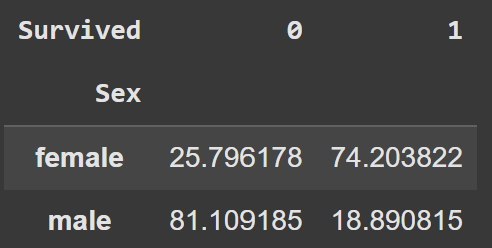 Survived 0 1
Sex
female 25.796178 74.203822
male 81.109185 18.890815